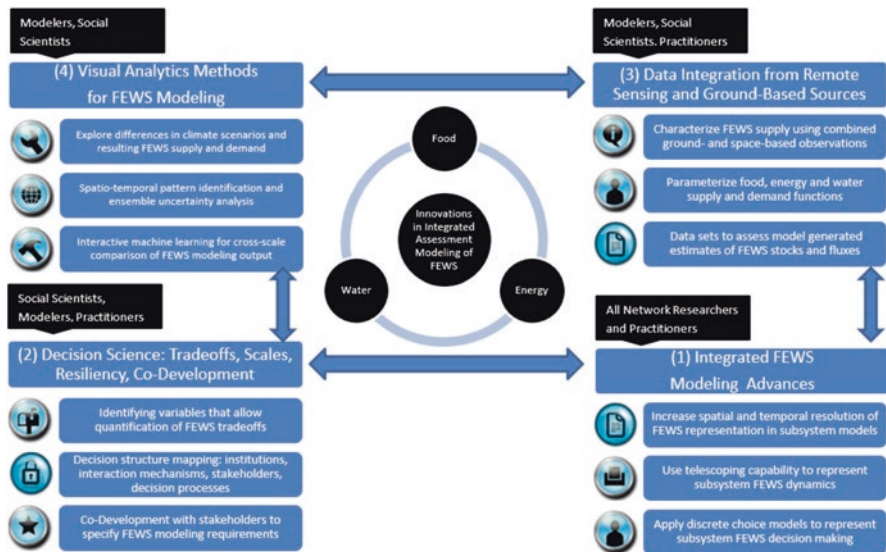 Modelers, Social
Scientists
(4) Visual Analytics Methods
for FEWS Modeling
Explore differences in climate scenarios and
resulting FEWS supply and demand
Spatio-temporal pattern identification and
ensemble uncertainty analysis
Interactive machine learning for cross-scale
comparison of FEWS modeling output
Modelers, Social
Scientists. Practitioners
(3) Data Integration from Remote
Sensing and Ground-Based Sources
Characterize FEWS supply using combined
ground- and space-based observations
Parameterize food, energy and water
supply and demand functions
Data sets to assess model generated
estimates of FEWS stocks and fluxes
Food
Innovations
in Integrated
Assessment
Modeling of
FEWS
Water
Energy
Social Scientists,
Modelers, Practitioners
(2) Decision Science: Tradeoffs, Scales,
Resiliency, Co-Development
Identifying variables that allow
quantification of FEWS tradeoffs
Decision structure mapping: institutions,
interaction mechanisms, stakeholders,
decision processes
Co-Development with stakeholders to
specify FEWS modeling requirements
All Network Researchers
and Practitioners
(1) Integrated FEWS
Modeling Advances
Increase spatial and temporal resolution of
FEWS representation in subsystem models
Use telescoping capability to represent
subsystem FEWS dynamics
Apply discrete choice models to represent
subsystem FEWS decision making